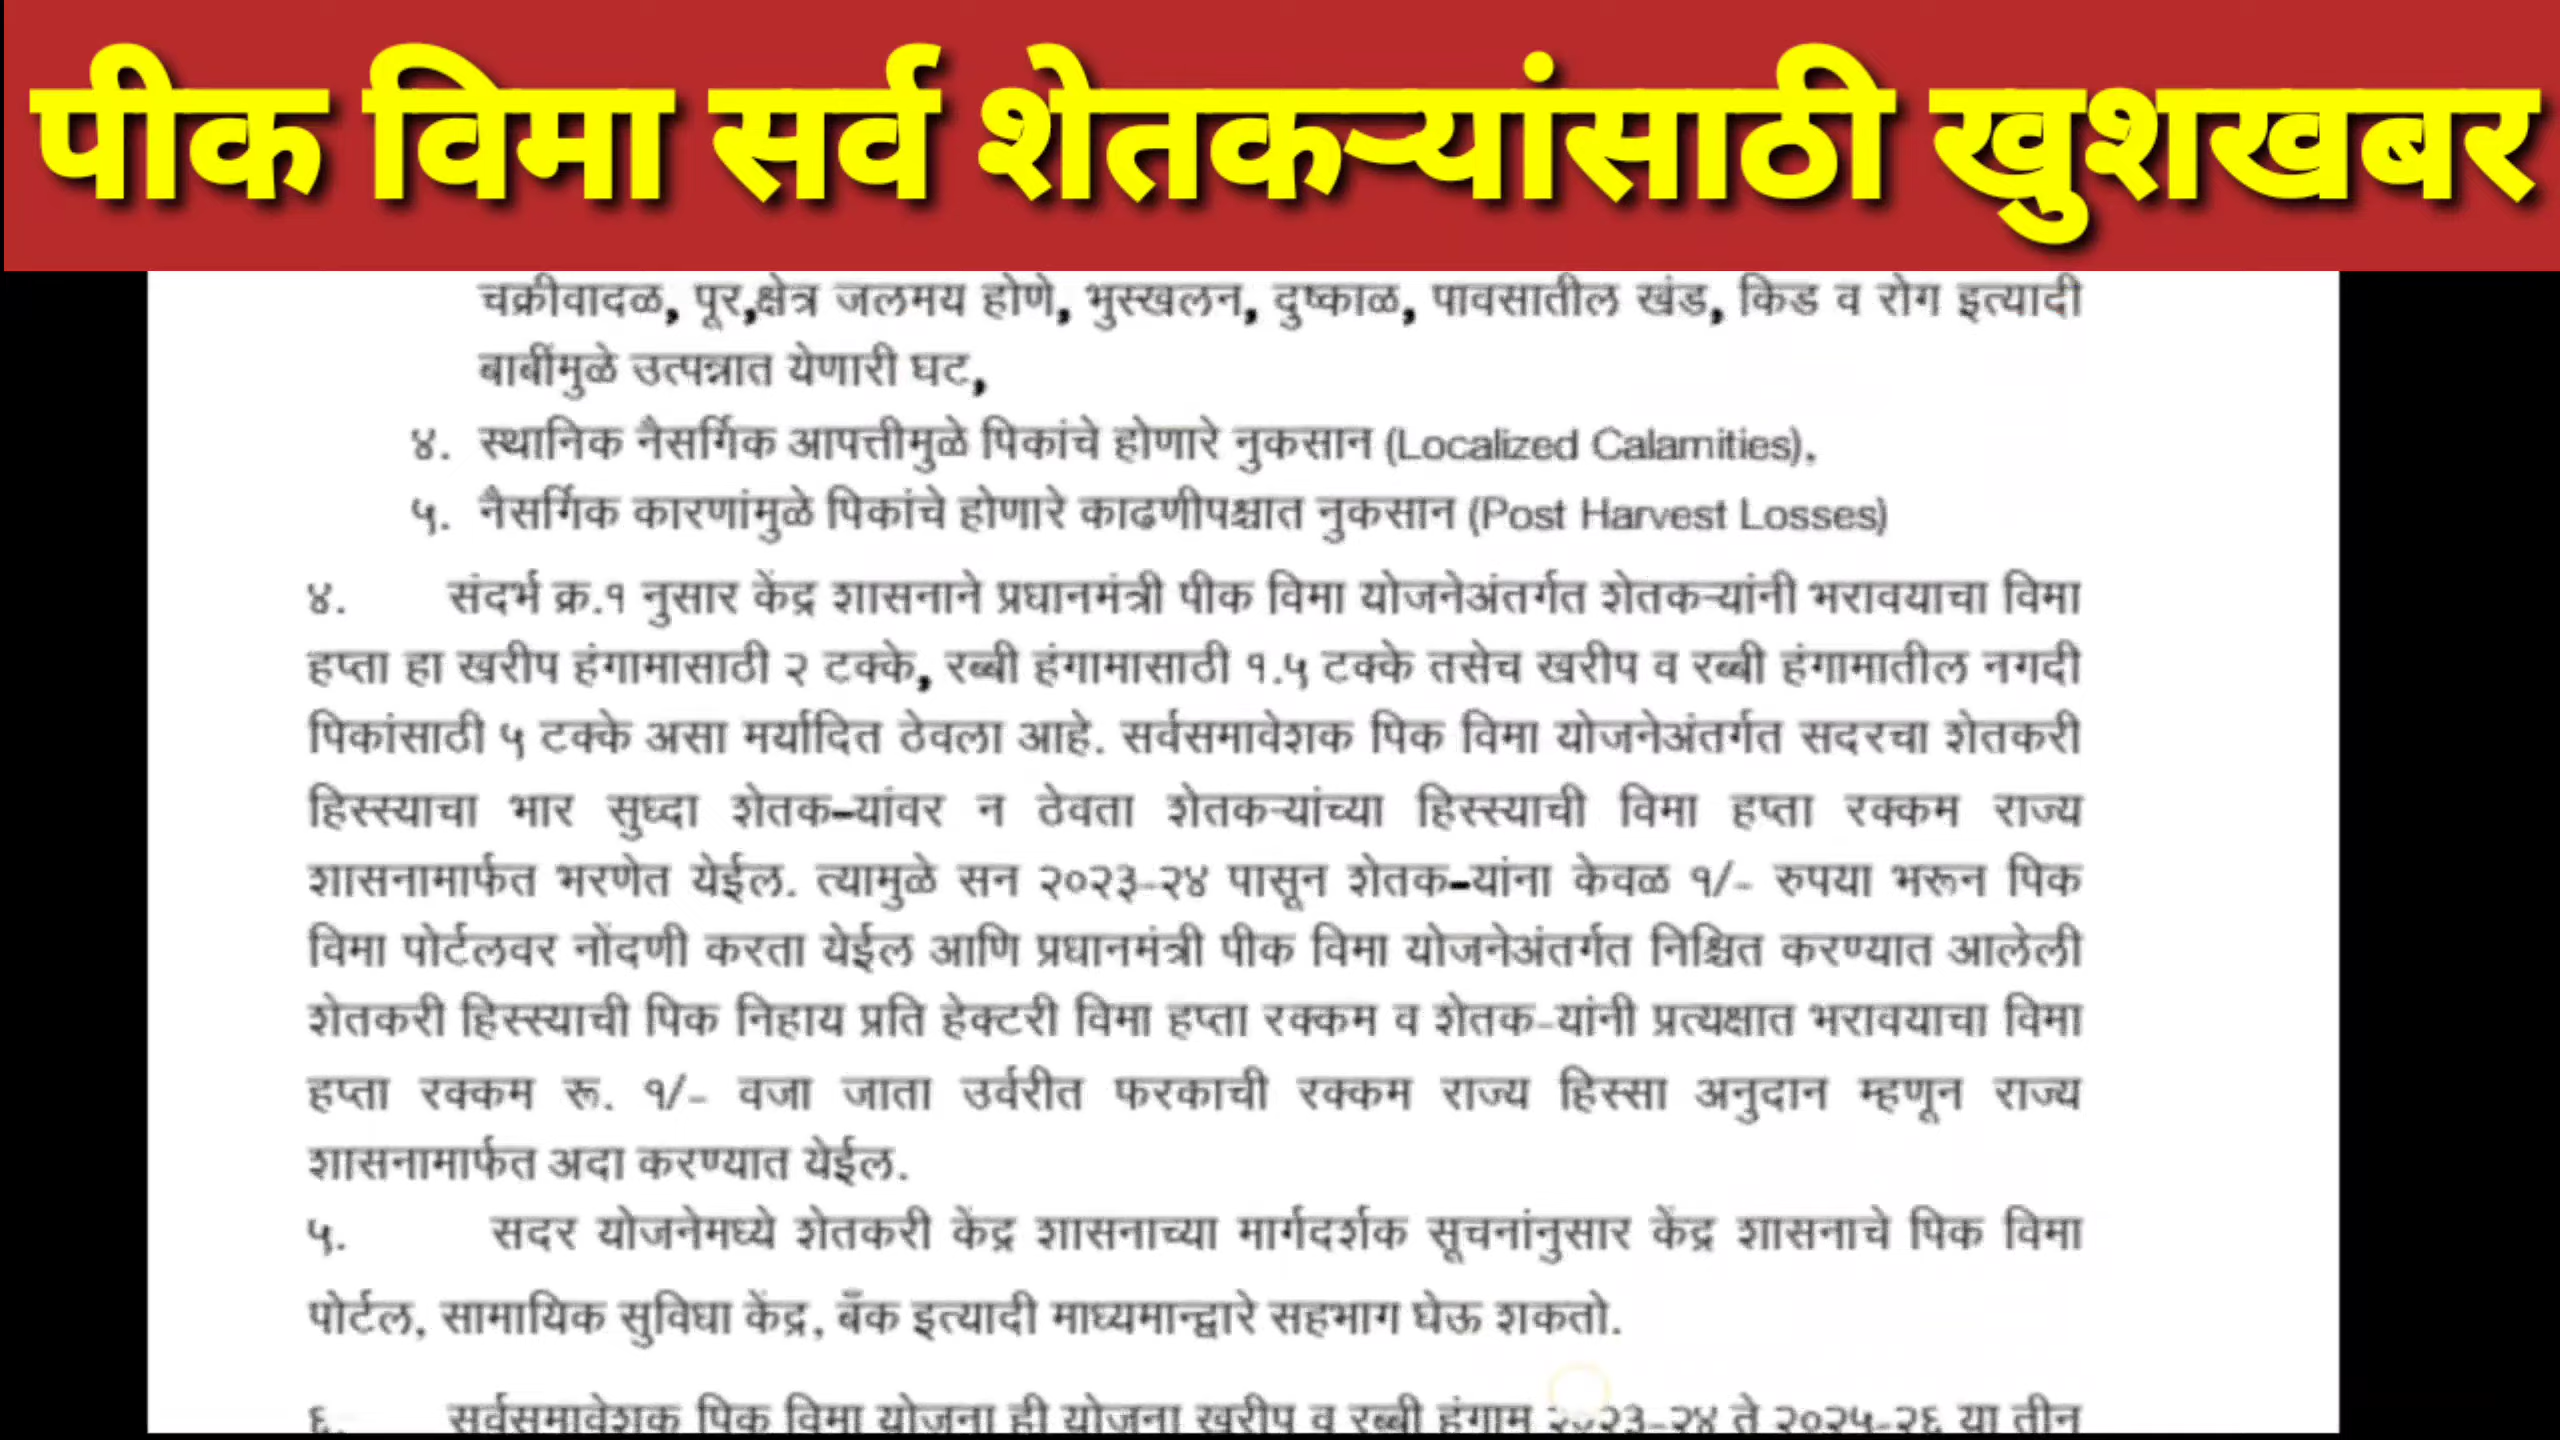 पीक विमा सर्व शेतकऱ्यांसाठी खुशखबर
चक्रीवादळ, पूर,क्षेत्र जलमय होणे, भुस्खलन, दुष्काळ, पावसातील खंड, किड व रोग इत्यादी
बाबींमुळे उत्पन्नात येणारी घट,
४. स्थानिक नैसर्गिक आपत्तीमुळे पिकांचे होणारे नुकसान (Localized Calamities),
५. नैसर्गिक कारणांमुळे पिकांचे होणारे काढणीपश्चात नुकसान (Post Harvest Losses)
४. संदर्भ क्र.१ नुसार केंद्र शासनाने प्रधानमंत्री पीक विमा योजनेअंतर्गत शेतकऱ्यांनी भरावयाचा विमा
हप्ता हा खरीप हंगामासाठी २ टक्के, रब्बी हंगामासाठी १.५ टक्के तसेच खरीप व रब्बी हंगामातील नगदी
पिकांसाठी ५ टक्के असा मर्यादित ठेवला आहे. सर्वसमावेशक पिक विमा योजनेअंतर्गत सदरचा शेतकरी
हिस्स्याचा भार सुध्दा शेतक-यांवर न ठेवता शेतकऱ्यांच्या हिस्स्याची विमा हप्ता रक्कम राज्य
शासनामार्फत भरणेत येईल. त्यामुळे सन २०२३-२४ पासून शेतक-यांना केवळ १/- रुपया भरून पिक
विमा पोर्टलवर नोंदणी करता येईल आणि प्रधानमंत्री पीक विमा योजनेअंतर्गत निश्चित करण्यात आलेली
शेतकरी हिस्स्याची पिक निहाय प्रति हेक्टरी विमा हप्ता रक्कम व शेतक-यांनी प्रत्यक्षात भरावयाचा विमा
हप्ता रक्कम रू. १/- वजा जाता उर्वरीत फरकाची रक्कम राज्य हिस्सा अनुदान म्हणून राज्य
शासनामार्फत अदा करण्यात येईल.
५. सदर योजनेमध्ये शेतकरी केंद्र शासनाच्या मार्गदर्शक सूचनांनुसार केंद्र शासनाचे पिक विमा
पोर्टल, सामायिक सुविधा केंद्र, बँक इत्यादी माध्यमान्द्वारे सहभाग घेऊ शकतो.
६. सर्वसमावेशक पिक विमा योजना ही योजना खरीप व रब्बी हंगाम २०२३-२४ ते २०२५-२६ या तीन